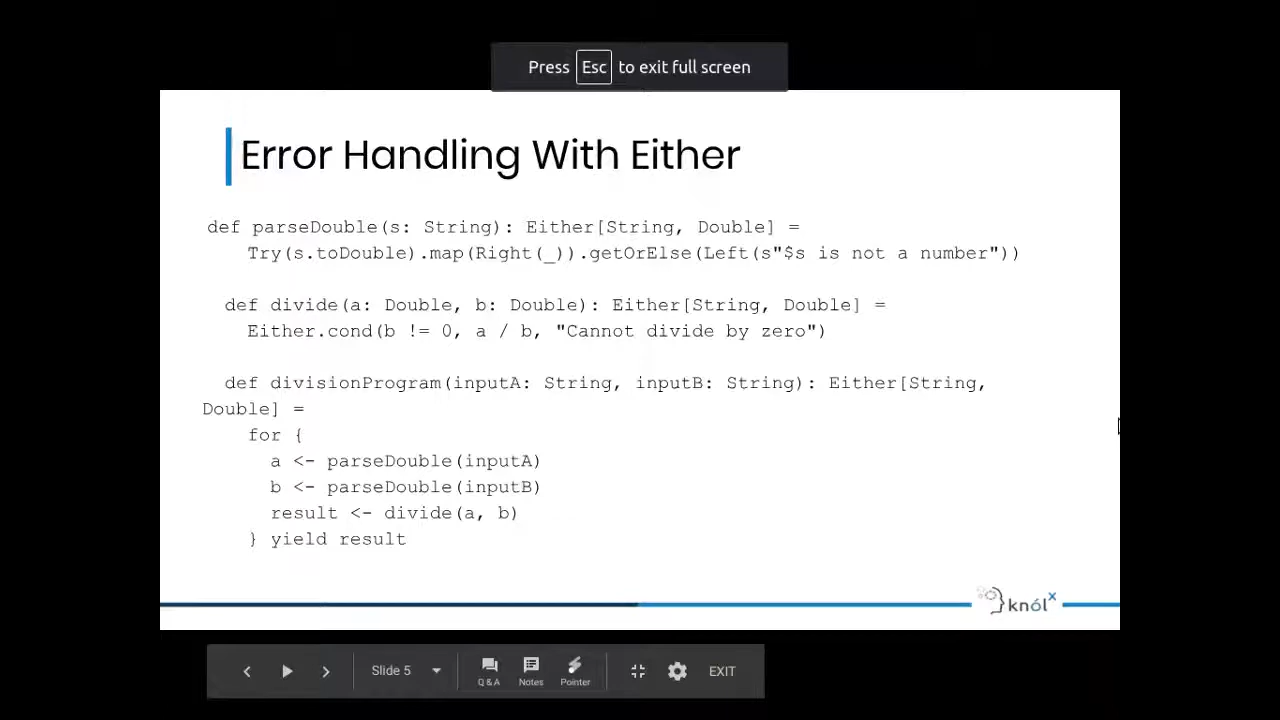 Press Esc to exit full screen
Error Handling With Either
def parseDouble(s: String): Either[String, Double] =
Try(s.toDouble).map(Right(_)).getOrElse(Left(s"$s is not a number"))
def divide(a: Double, b: Double): Either[String, Double] =
Either.cond(b != 0, a / b, "Cannot divide by zero")
def divisionProgram(inputA: String, inputB: String): Either[String,
Double] =
for {
a <- parseDouble(inputA)
b <- parseDouble(inputB)
result <- divide(a, b)
} yield result
knólx
Slide 5
Q & A
Notes
Pointer
EXIT